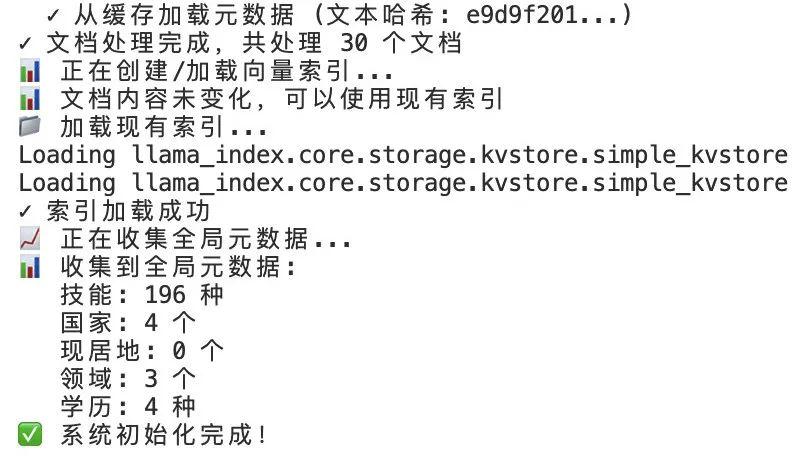 ✓ 从缓存加载元数据 (文本哈希: e9d9f201...)
✓ 文档处理完成, 共处理 30 个文档
📊 正在创建/加载向量索引...
📊 文档内容未变化, 可以使用现有索引
📁 加载现有索引...
Loading llama_index.core.storage.kvstore.simple_kvstore
Loading llama_index.core.storage.kvstore.simple_kvstore
✓ 索引加载成功
📈 正在收集全局元数据...
📊 收集到全局元数据:
技能: 196 种
国家: 4 个
现居地: 0 个
领域: 3 个
学历: 4 种
✅ 系统初始化完成!